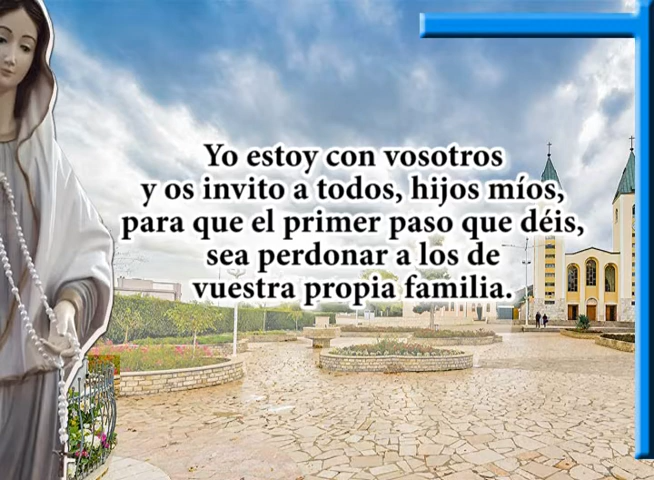 Yo estoy con vosotros
y os invito a todos, hijos míos,
para que el primer paso que déis,
sea perdonar a los de
vuestra propia familia.